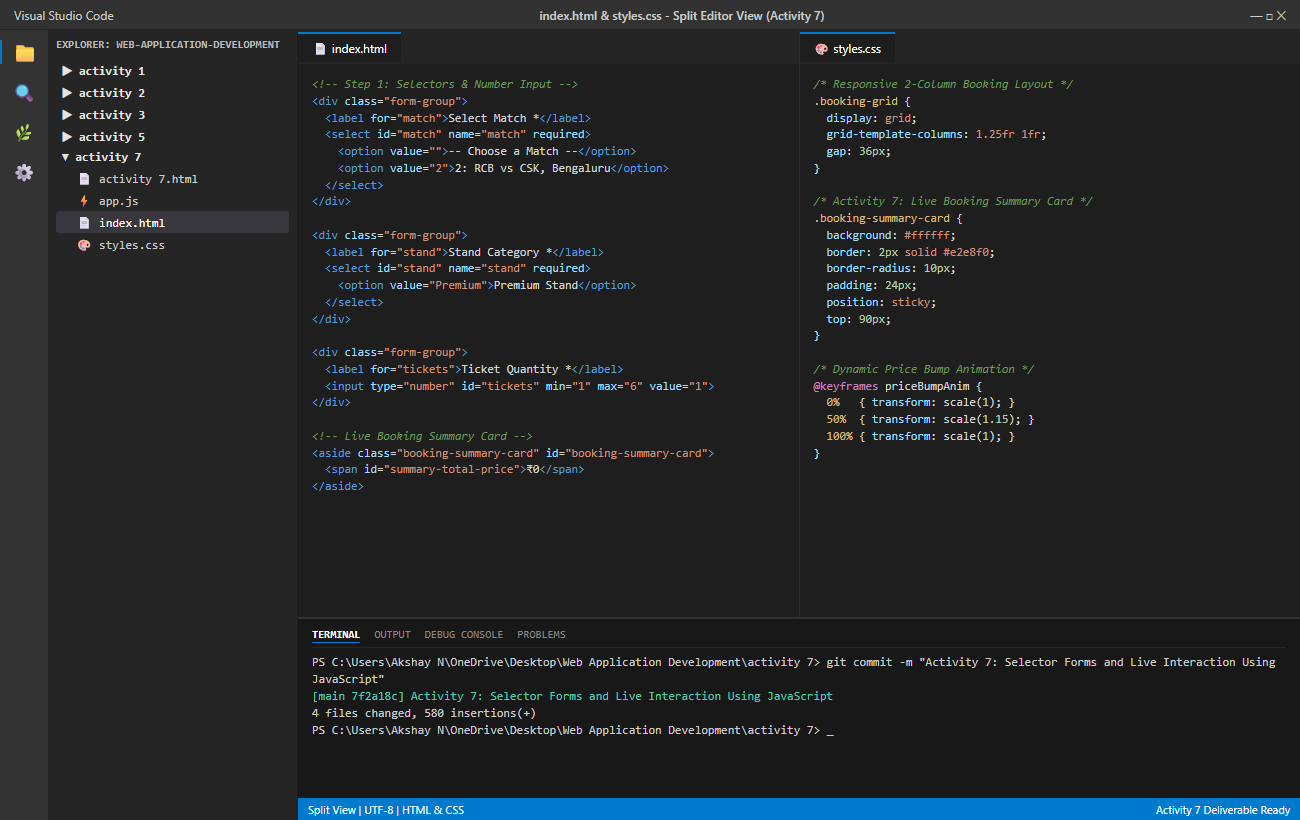 Visual Studio Code
index.html & styles.css - Split Editor View (Activity 7)
EXPLORER: WEB-APPLICATION-DEVELOPMENT
▶ activity 1
▶ activity 2
▶ activity 3
▶ activity 5
▼ activity 7
activity 7.html
app.js
index.html
styles.css
index.html
<!-- Step 1: Selectors & Number Input -->
<div class="form-group">
  <label for="match">Select Match *</label>
  <select id="match" name="match" required>
    <option value="">-- Choose a Match --</option>
    <option value="2">2: RCB vs CSK, Bengaluru</option>
  </select>
</div>
<div class="form-group">
  <label for="stand">Stand Category *</label>
  <select id="stand" name="stand" required>
    <option value="Premium">Premium Stand</option>
  </select>
</div>
<div class="form-group">
  <label for="tickets">Ticket Quantity *</label>
  <input type="number" id="tickets" min="1" max="6" value="1">
</div>
<!-- Live Booking Summary Card -->
<aside class="booking-summary-card" id="booking-summary-card">
  <span id="summary-total-price">₹0</span>
</aside>
styles.css
/* Responsive 2-Column Booking Layout */
.booking-grid {
  display: grid;
  grid-template-columns: 1.25fr 1fr;
  gap: 36px;
}
/* Activity 7: Live Booking Summary Card */
.booking-summary-card {
  background: #ffffff;
  border: 2px solid #e2e8f0;
  border-radius: 10px;
  padding: 24px;
  position: sticky;
  top: 90px;
}
/* Dynamic Price Bump Animation */
@keyframes priceBumpAnim {
  0%   { transform: scale(1); }
  50%  { transform: scale(1.15); }
  100% { transform: scale(1); }
}
TERMINAL OUTPUT DEBUG CONSOLE PROBLEMS
PS C:\Users\Akshay N\OneDrive\Desktop\Web Application Development\activity 7> git commit -m "Activity 7: Selector Forms and Live Interaction Using
JavaScript"
[main 7f2a18c] Activity 7: Selector Forms and Live Interaction Using JavaScript
4 files changed, 580 insertions(+)
PS C:\Users\Akshay N\OneDrive\Desktop\Web Application Development\activity 7> _
Split View | UTF-8 | HTML & CSS
Activity 7 Deliverable Ready